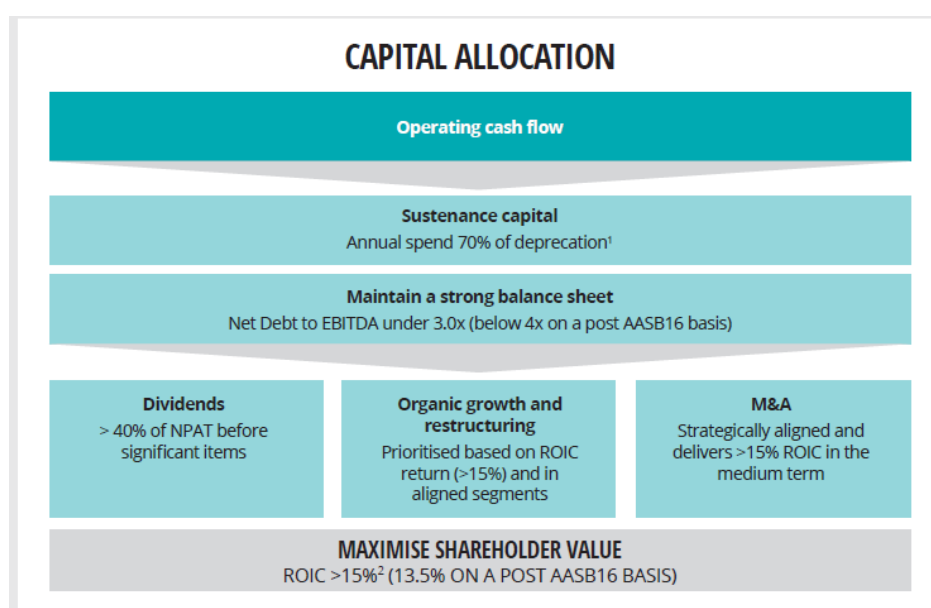 CAPITAL ALLOCATION
Operating cash flow
Sustenance capital
Annual spend 70% of deprecation¹
Maintain a strong balance sheet
Net Debt to EBITDA under 3.0x (below 4x on a post AASB16 basis)
Dividends
> 40% of NPAT before
significant items
Organic growth and
restructuring
Prioritised based on ROIC
return (>15%) and in
aligned segments
M&A
Strategically aligned and
delivers >15% ROIC in the
medium term
MAXIMISE SHAREHOLDER VALUE
ROIC >15%² (13.5% ON A POST AASB16 BASIS)